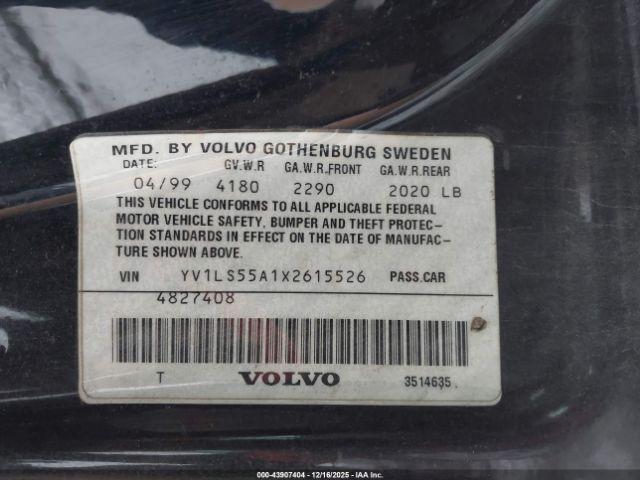 MFD. BY VOLVO GOTHENBURG SWEDEN
DATE: GV.W.R GA.W.R.FRONT GA.W.R.REAR
04/99 4180 2290 2020 LB
THIS VEHICLE CONFORMS TO ALL APPLICABLE FEDERAL
MOTOR VEHICLE SAFETY, BUMPER AND THEFT PROTEC-
TION STANDARDS IN EFFECT ON THE DATE OF MANUFAC-
TURE SHOWN ABOVE.
VIN YV1LS55A1X2615526 PASS.CAR
4827408
T VOLVO 3514635
000-43907404 - 12/16/2025 - IAAI.com